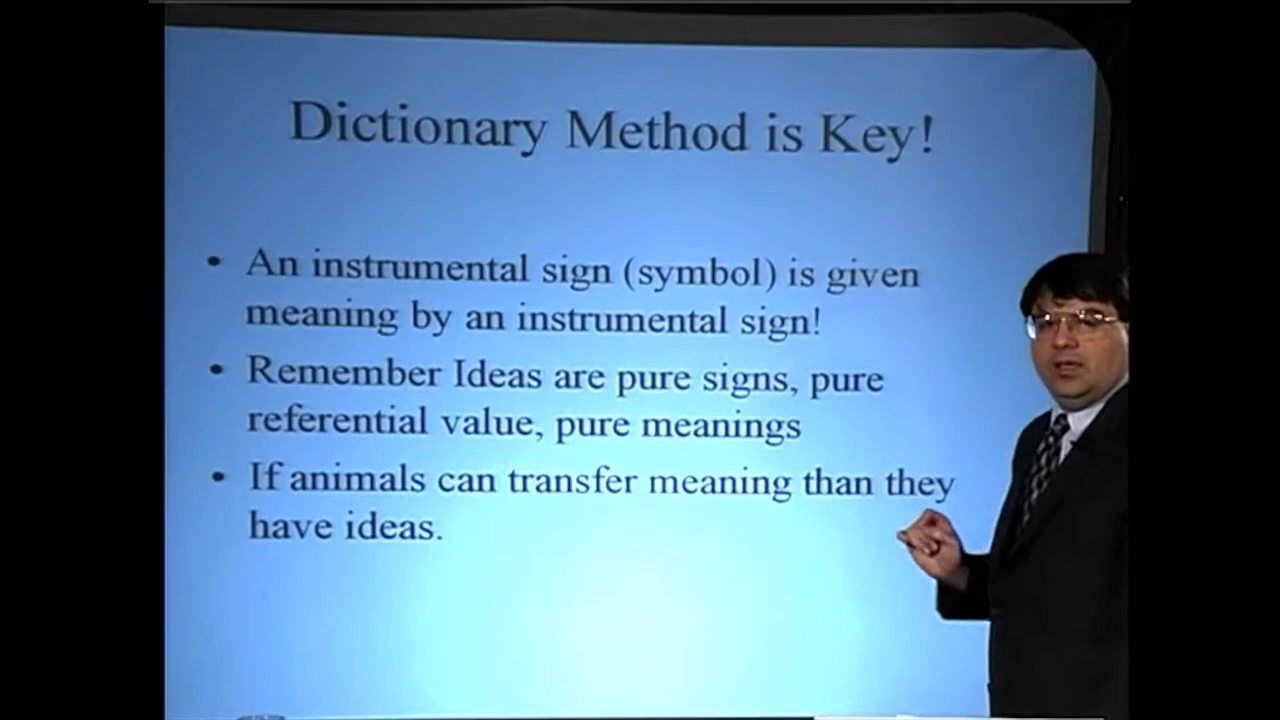 Dictionary Method is Key!
• An instrumental sign (symbol) is given
meaning by an instrumental sign!
• Remember Ideas are pure signs, pure
referential value, pure meanings
• If animals can transfer meaning than they
have ideas.